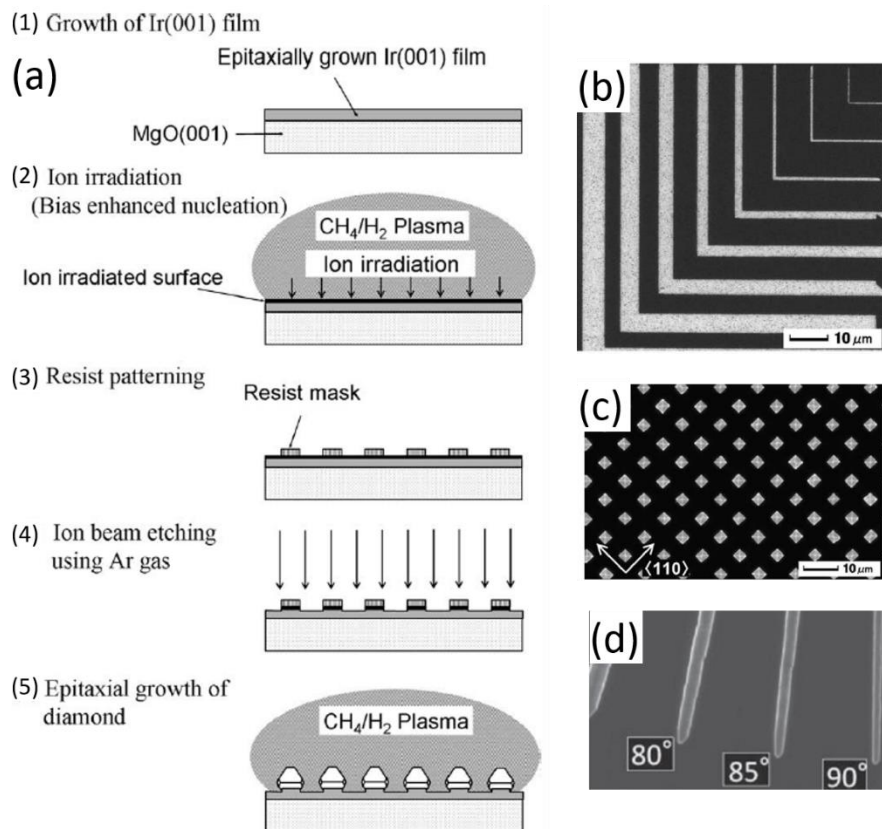 (1) Growth of Ir(001) film
(a)
Epitaxially grown Ir(001) film
MgO(001)
(2) Ion irradiation
(Bias enhanced nucleation)
CH₄/H₂ Plasma
Ion irradiation
Ion irradiated surface
(3) Resist patterning
Resist mask
(4) Ion beam etching
using Ar gas
(5) Epitaxial growth of
diamond
CH₄/H₂ Plasma
(b)
10 μm
(c)
⟨110⟩
10 μm
(d)
80°
85°
90°